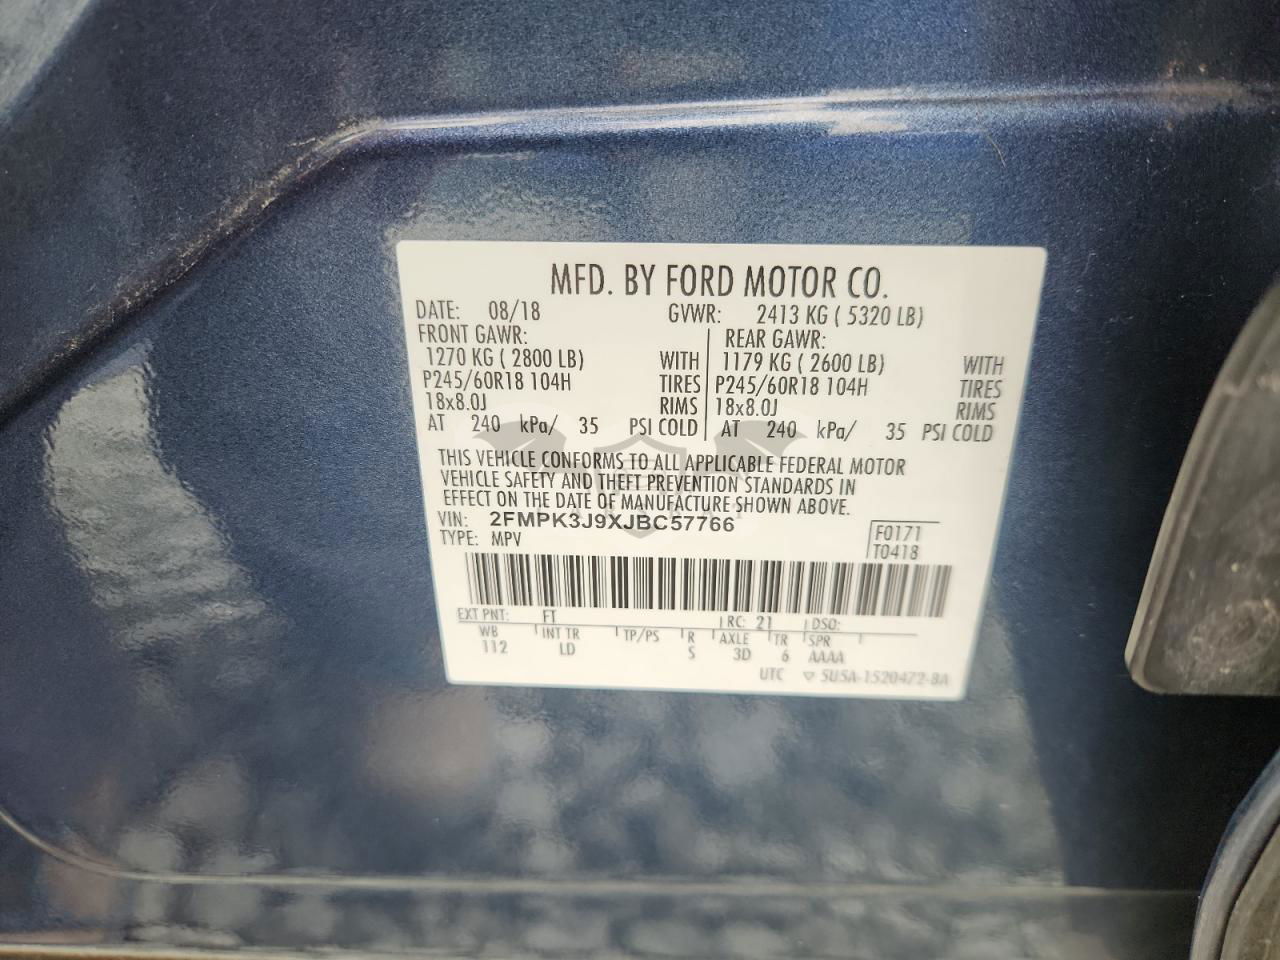 MFD. BY FORD MOTOR CO.
DATE: 08/18 GVWR: 2413 KG ( 5320 LB)
FRONT GAWR: REAR GAWR:
1270 KG ( 2800 LB) WITH 1179 KG ( 2600 LB) WITH
P245/60R18 104H TIRES P245/60R18 104H TIRES
18x8.0J RIMS 18x8.0J RIMS
AT 240 kPa/ 35 PSI COLD AT 240 kPa/ 35 PSI COLD
THIS VEHICLE CONFORMS TO ALL APPLICABLE FEDERAL MOTOR
VEHICLE SAFETY AND THEFT PREVENTION STANDARDS IN
EFFECT ON THE DATE OF MANUFACTURE SHOWN ABOVE.
VIN: 2FMPK3J9XJBC57766 F0171
TYPE: MPV T0418
EXT PNT: FT RC: 21 DSO:
WB INT TR TP/PS R AXLE TR SPR
112 LD S 3D 6 AAAA
UTC ▽ 5U5A-1520472-BA